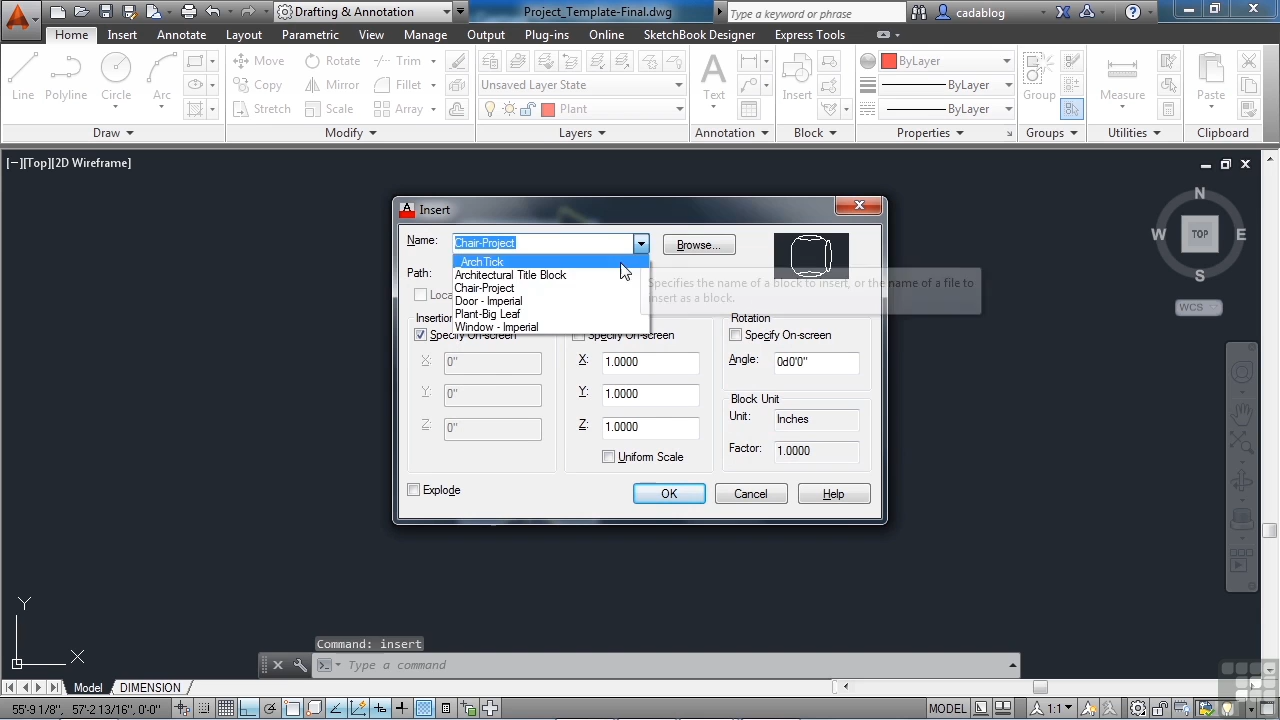 Drafting & Annotation
Project_Template-Final.dwg
Type a keyword or phrase
cadablog
Home
Insert
Annotate
Layout
Parametric
View
Manage
Output
Plug-ins
Online
SketchBook Designer
Express Tools
Line
Polyline
Circle
Arc
Move
Rotate
Trim
Copy
Mirror
Fillet
Stretch
Scale
Array
Unsaved Layer State
Plant
Text
Insert
ByLayer
ByLayer
ByLayer
Group
Measure
Paste
Draw
Modify
Layers
Annotation
Block
Properties
Groups
Utilities
Clipboard
[−][Top][2D Wireframe]
N
W
TOP
E
S
WCS
Insert
Name:
Chair-Project
Browse...
_ArchTick
Architectural Title Block
Chair-Project
Door - Imperial
Plant-Big Leaf
Window - Imperial
Path:
Specifies the name of a block to insert, or the name of a file to
insert as a block.
Loca
Insertion
Specify On-screen
Specify On-screen
Rotation
Specify On-screen
X: 0"
Y: 0"
Z: 0"
X: 1.0000
Y: 1.0000
Z: 1.0000
Uniform Scale
Angle: 0d0'0"
Block Unit
Unit: Inches
Factor: 1.0000
Explode
OK
Cancel
Help
Y
X
Command: insert
Type a command
Model
DIMENSION
55'-9 1/8", 57'-2 13/16", 0'-0"
MODEL
1:1